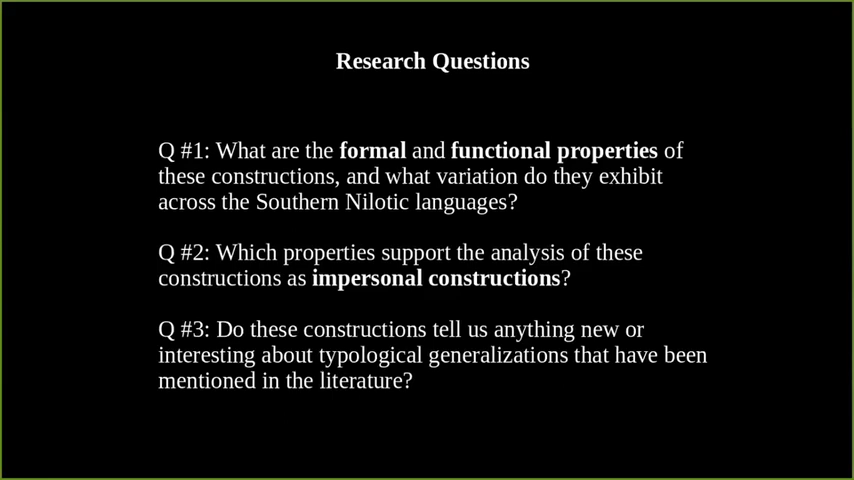 Research Questions
Q #1: What are the formal and functional properties of
these constructions, and what variation do they exhibit
across the Southern Nilotic languages?
Q #2: Which properties support the analysis of these
constructions as impersonal constructions?
Q #3: Do these constructions tell us anything new or
interesting about typological generalizations that have been
mentioned in the literature?